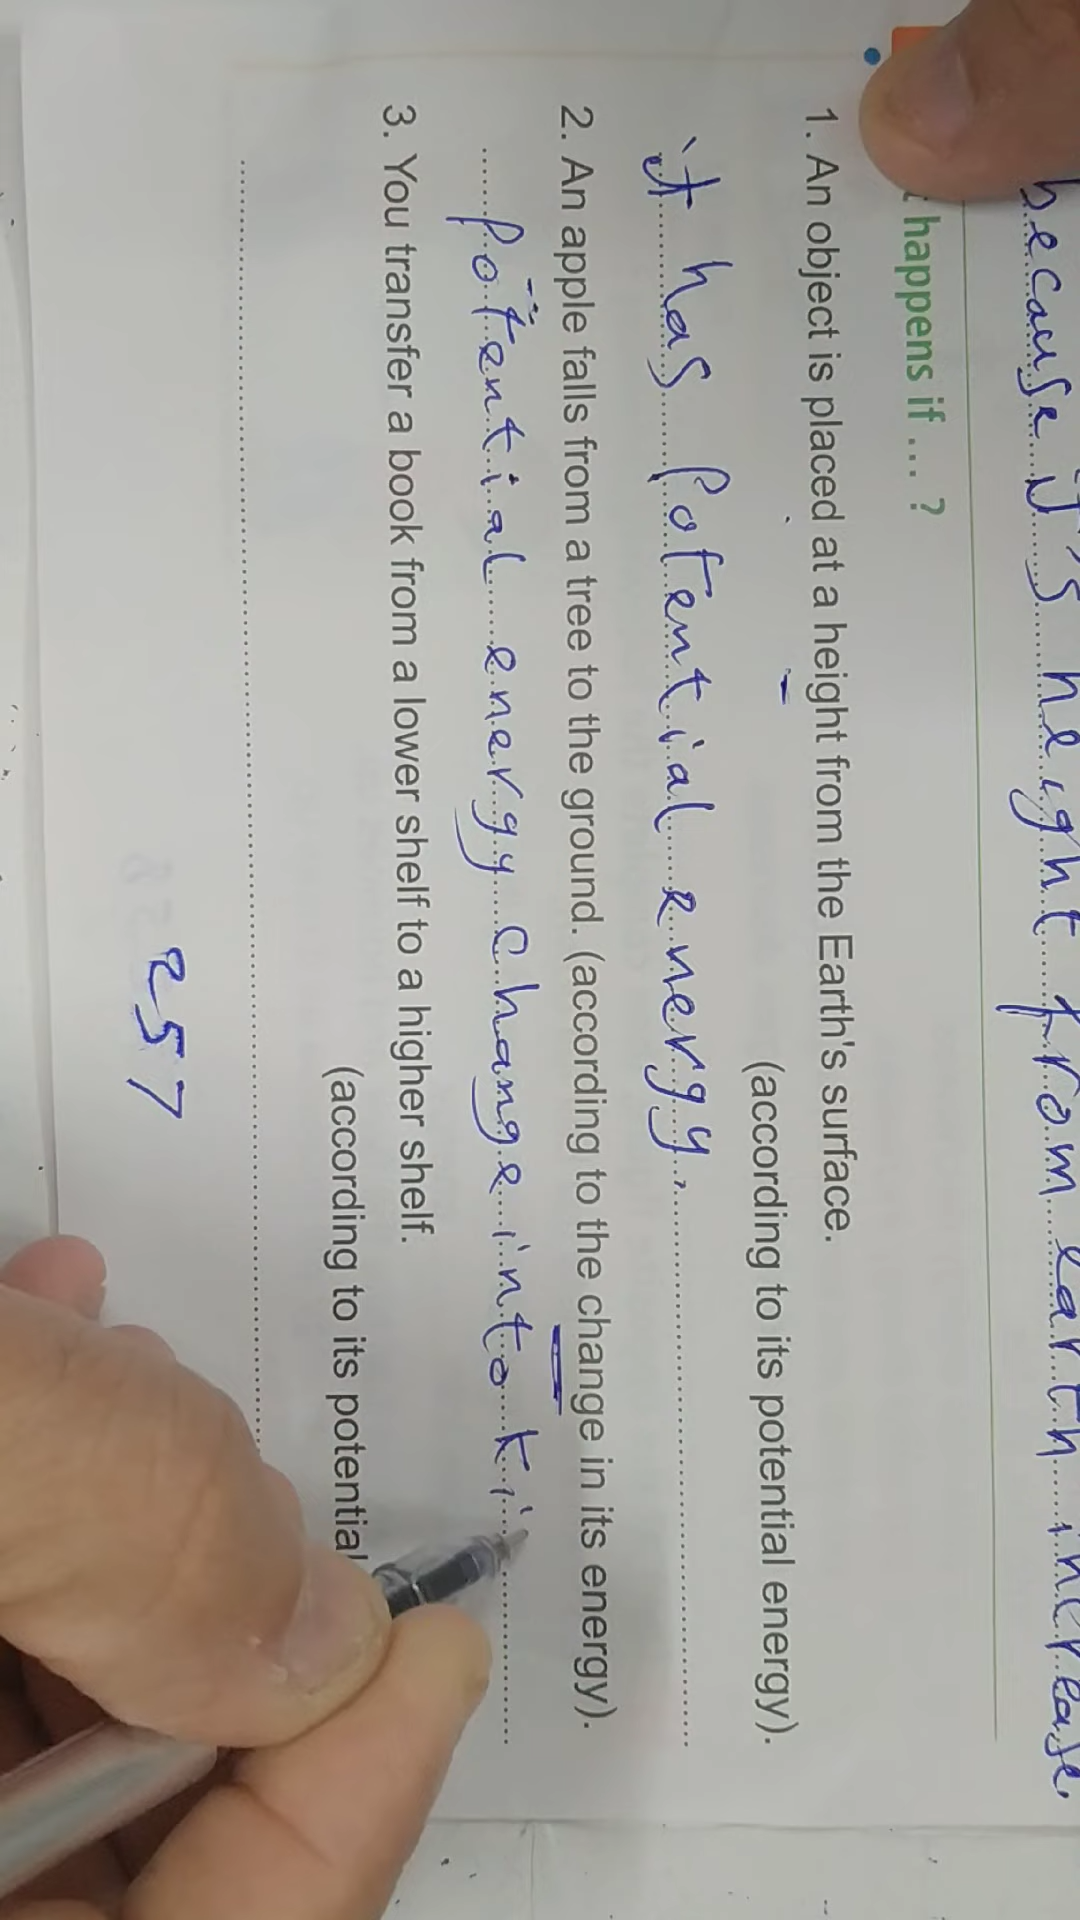 because it's height from earth increase.
happens if ... ?
1. An object is placed at a height from the Earth's surface.
(according to its potential energy).
it has potential energy.
2. An apple falls from a tree to the ground. (according to the change in its energy).
potential energy change into ki
3. You transfer a book from a lower shelf to a higher shelf.
(according to its potential
257